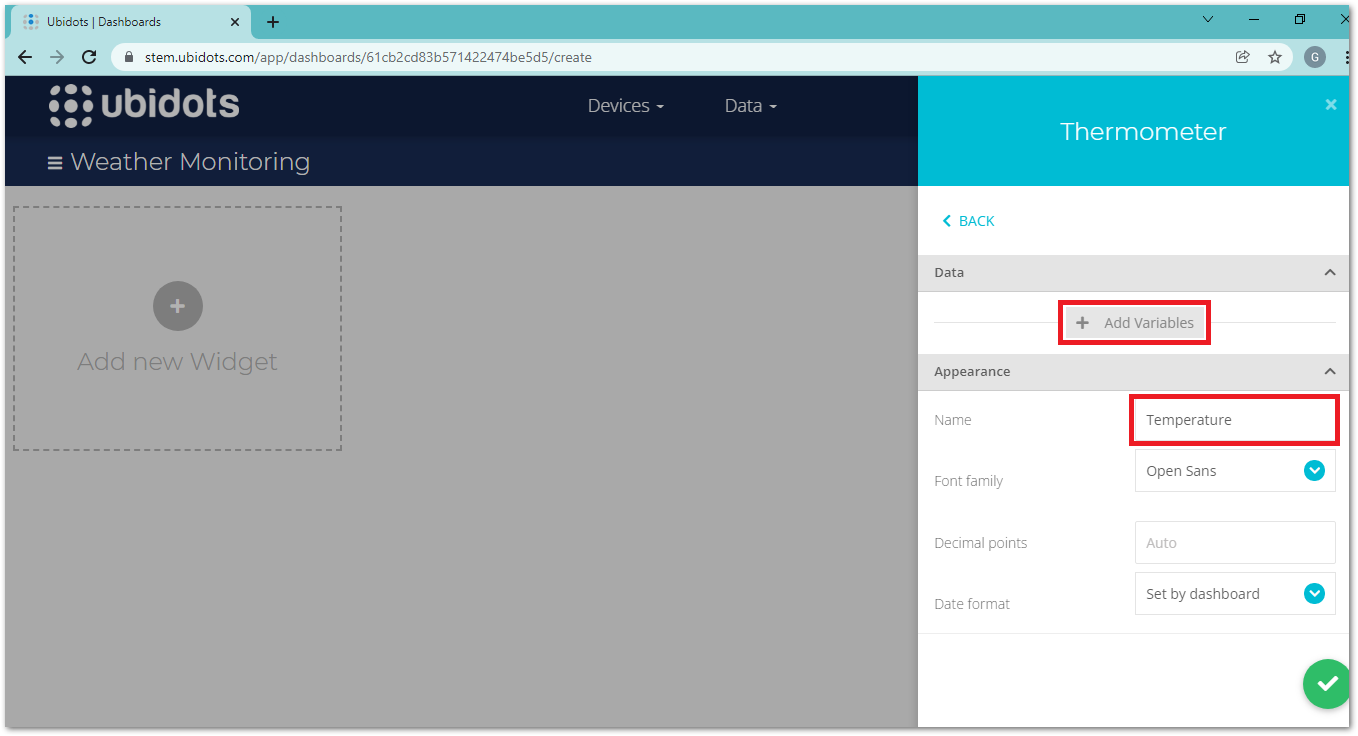 Ubidots | Dashboards
stem.ubidots.com/app/dashboards/61cb2cd83b571422474be5d5/create
G
ubidots
Devices
Data
Weather Monitoring
Add new Widget
Thermometer
BACK
Data
Add Variables
Appearance
Name
Temperature
Font family
Open Sans
Decimal points
Auto
Date format
Set by dashboard